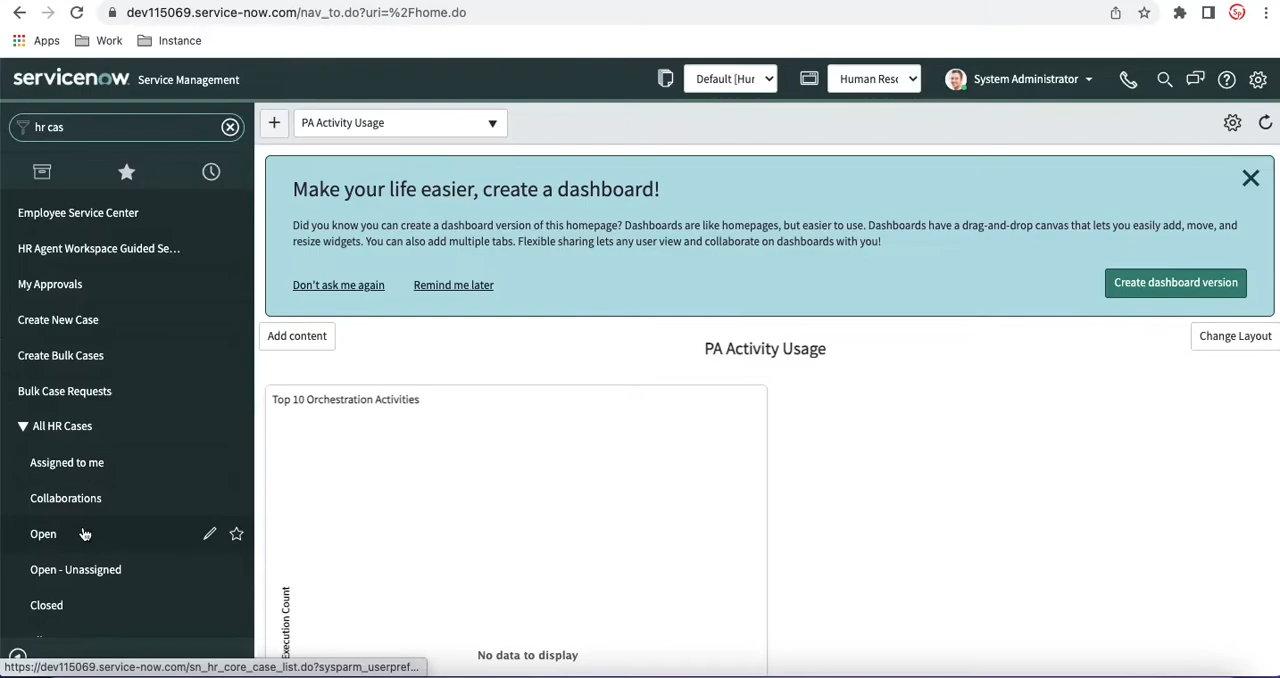 dev115069.service-now.com/nav_to.do?uri=%2Fhome.do
Apps Work Instance
servicenow Service Management Default [Hur Human Resc System Administrator
hr cas
PA Activity Usage
Make your life easier, create a dashboard!
Did you know you can create a dashboard version of this homepage? Dashboards are like homepages, but easier to use. Dashboards have a drag-and-drop canvas that lets you easily add, move, and
resize widgets. You can also add multiple tabs. Flexible sharing lets any user view and collaborate on dashboards with you!
Don't ask me again Remind me later Create dashboard version
Add content Change Layout
PA Activity Usage
Top 10 Orchestration Activities
Execution Count
No data to display
Employee Service Center
HR Agent Workspace Guided Se...
My Approvals
Create New Case
Create Bulk Cases
Bulk Case Requests
All HR Cases
Assigned to me
Collaborations
Open
Open - Unassigned
Closed
https://dev115069.service-now.com/sn_hr_core_case_list.do?sysparm_userpref...